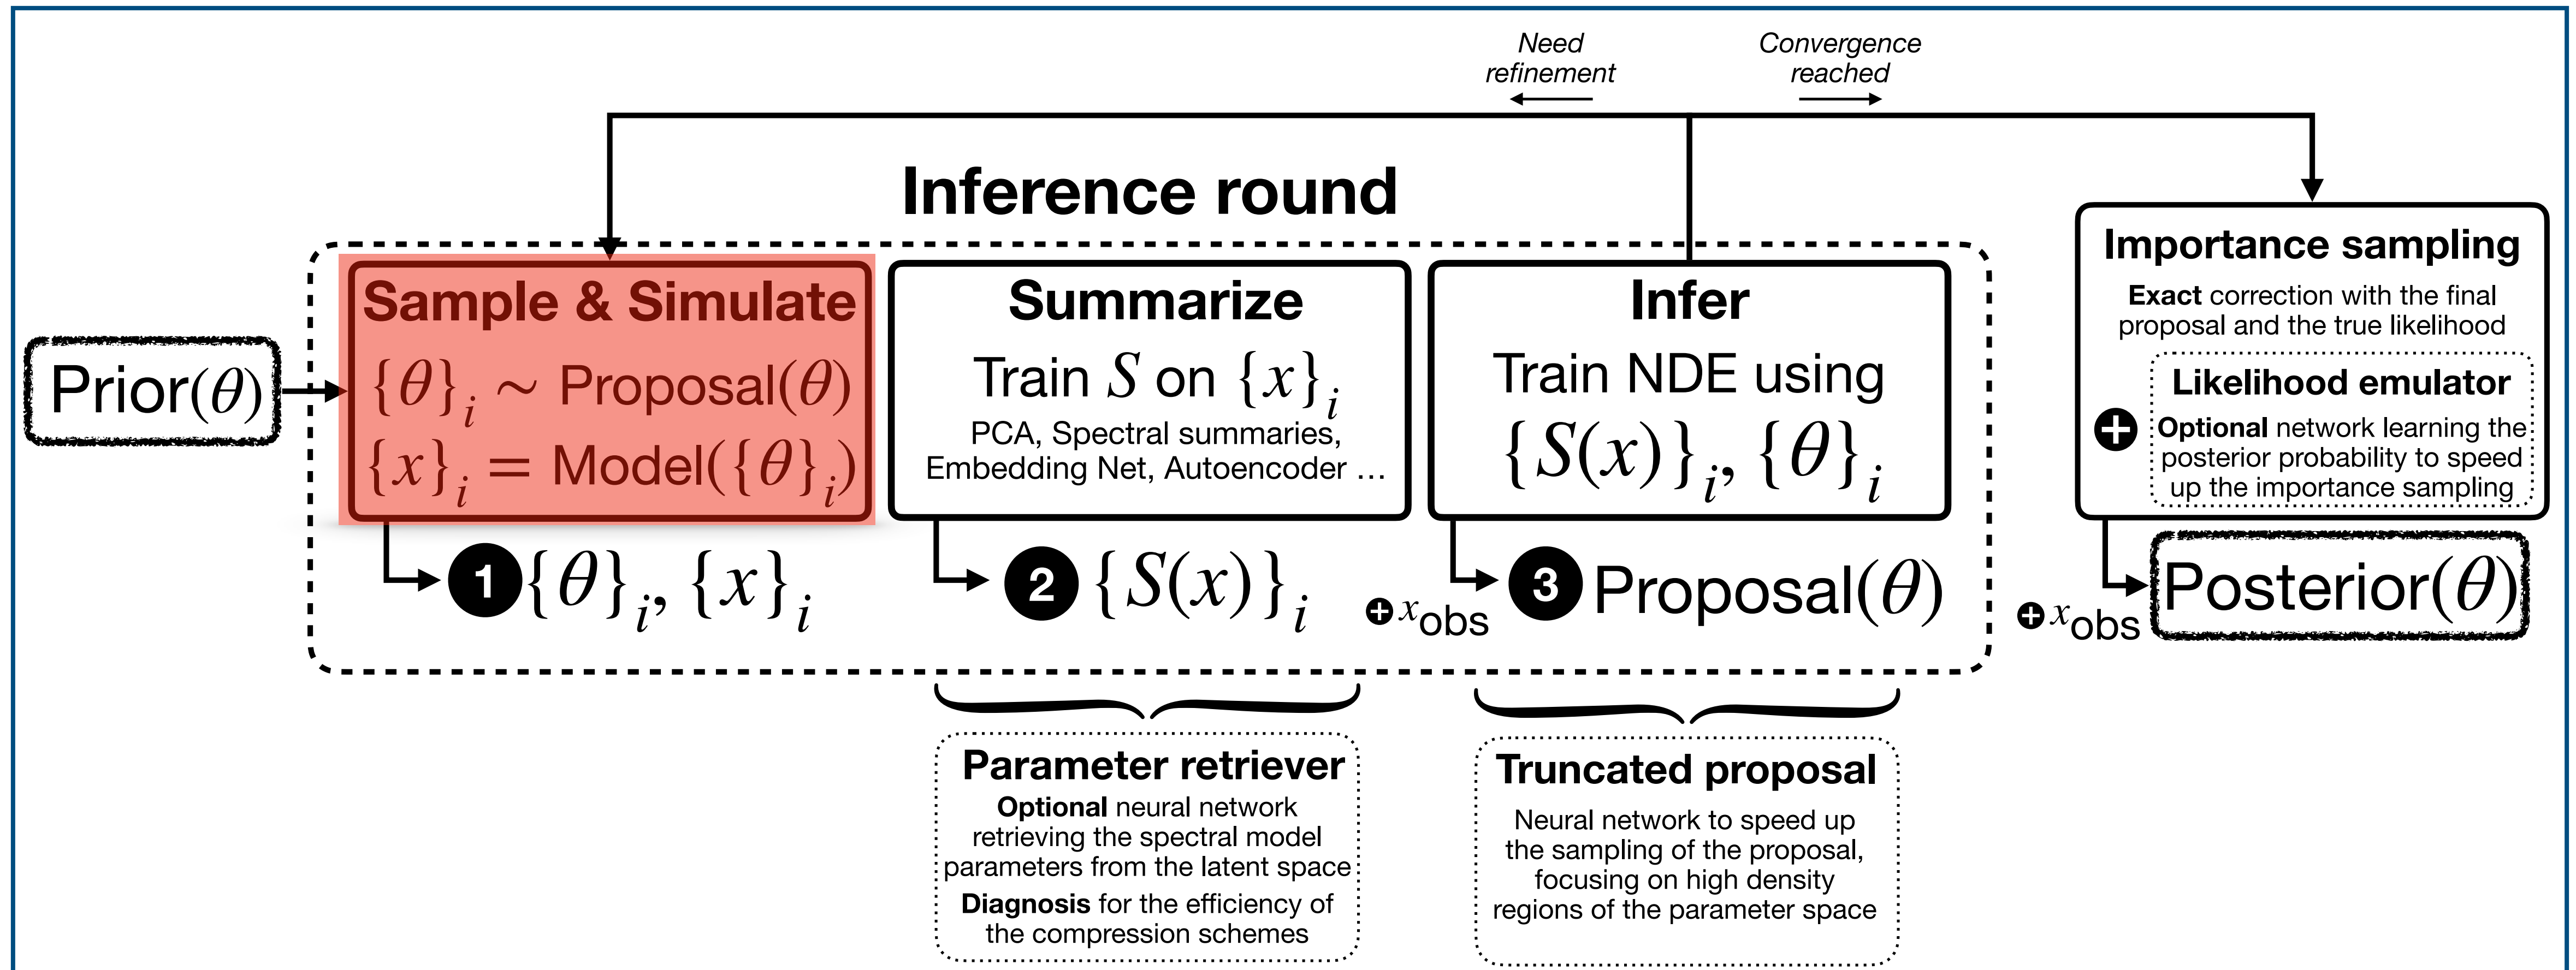 Need
refinement
Convergence
reached
Inference round
Prior(θ)
Sample & Simulate
{θ}ᵢ ∼ Proposal(θ)
{x}ᵢ = Model({θ}ᵢ)
1 {θ}ᵢ, {x}ᵢ
Summarize
Train S on {x}ᵢ
PCA, Spectral summaries,
Embedding Net, Autoencoder ...
2 {S(x)}ᵢ
Infer
Train NDE using
{S(x)}ᵢ, {θ}ᵢ
+ x_obs
3 Proposal(θ)
Importance sampling
Exact correction with the final
proposal and the true likelihood
+
Likelihood emulator
Optional network learning the
posterior probability to speed
up the importance sampling
+ x_obs
Posterior(θ)
Parameter retriever
Optional neural network
retrieving the spectral model
parameters from the latent space
Diagnosis for the efficiency of
the compression schemes
Truncated proposal
Neural network to speed up
the sampling of the proposal,
focusing on high density
regions of the parameter space